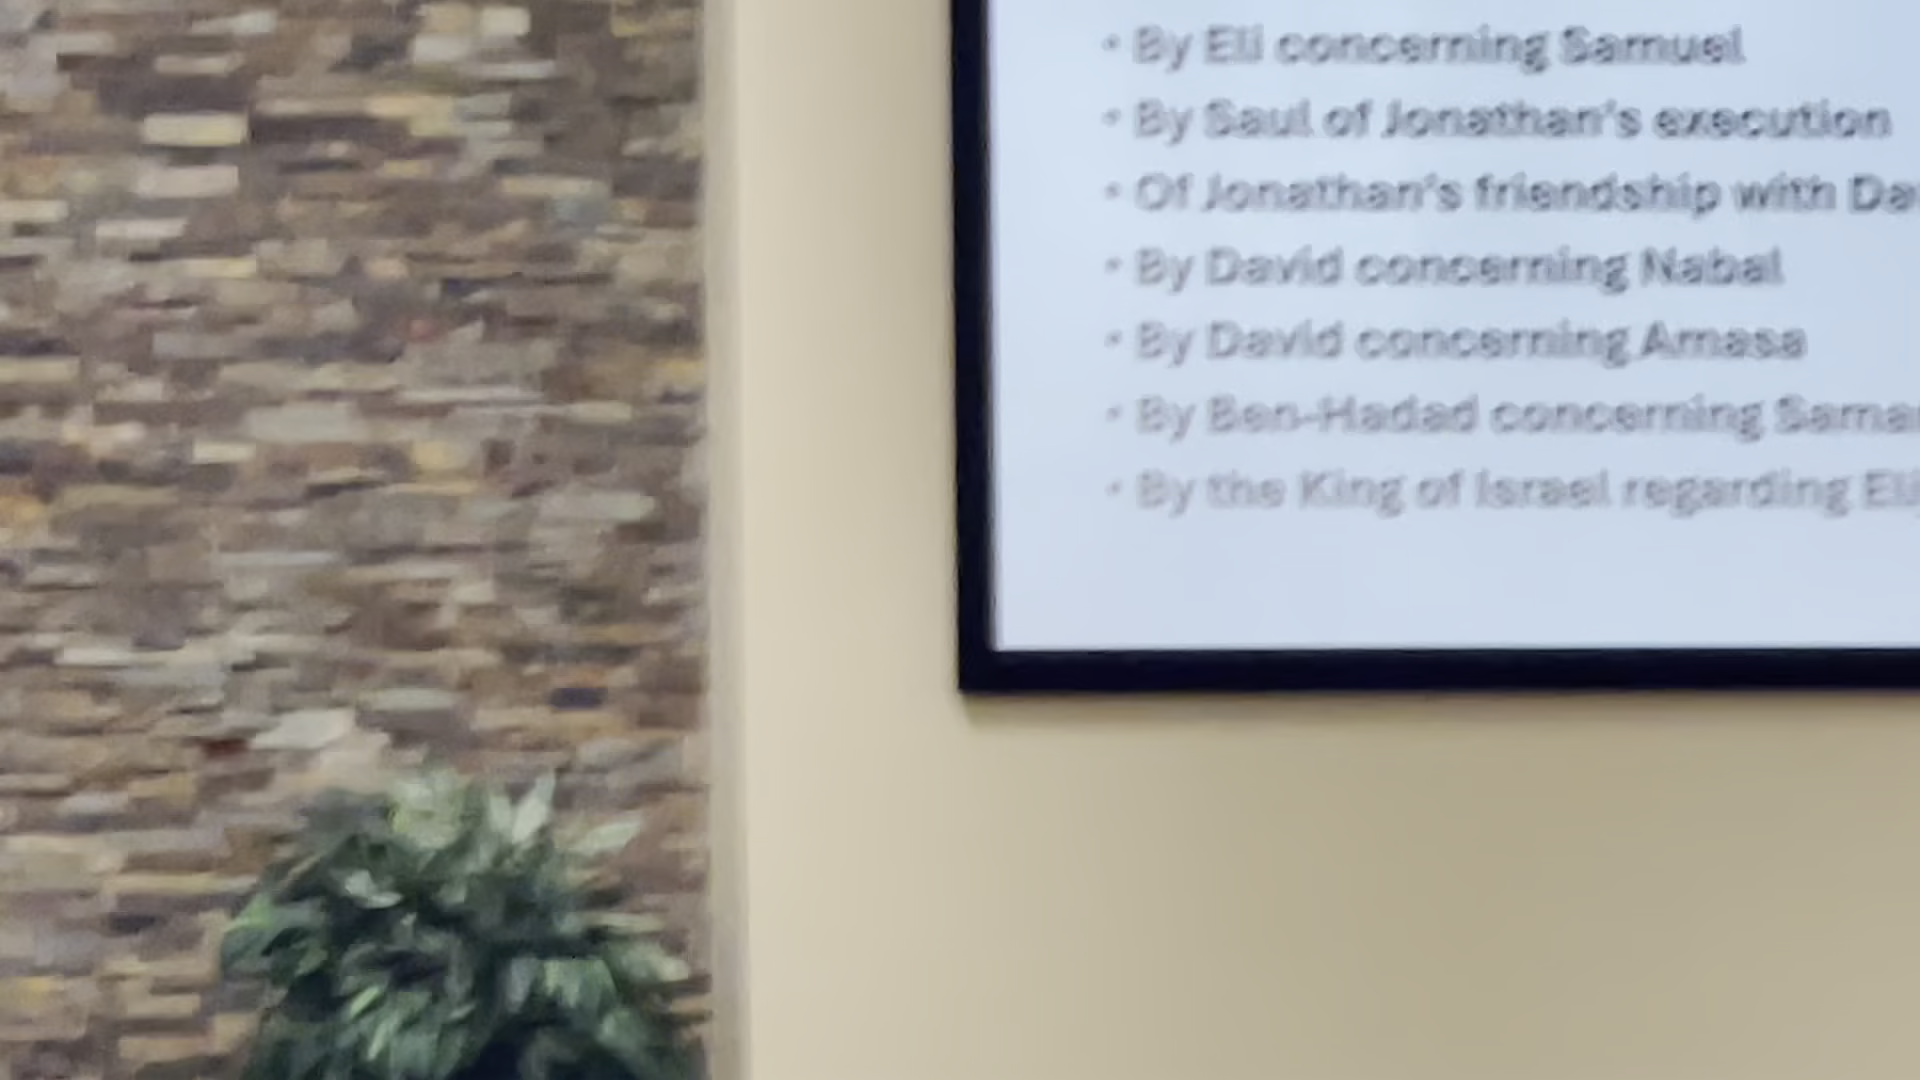 • By Eli concerning Samuel
• By Saul of Jonathan's execution
• Of Jonathan's friendship with
• By David concerning Nabal
• By David concerning Amasa
• By Ben-Hadad concerning
• By the King of Israel regarding